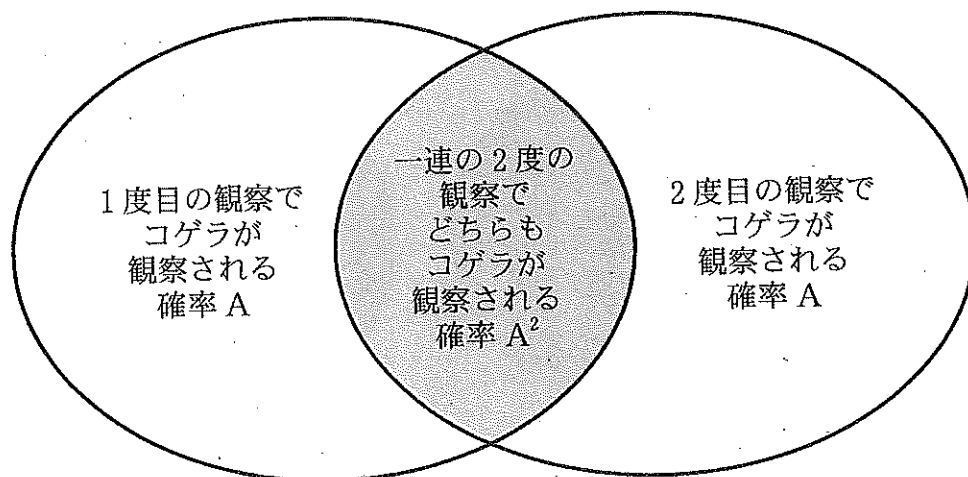 1度目の観察で
コゲラが
観察される
確率 A
一連の2度の
観察で
どちらも
コゲラが
観察される
確率 A²
2度目の観察で
コゲラが
観察される
確率 A